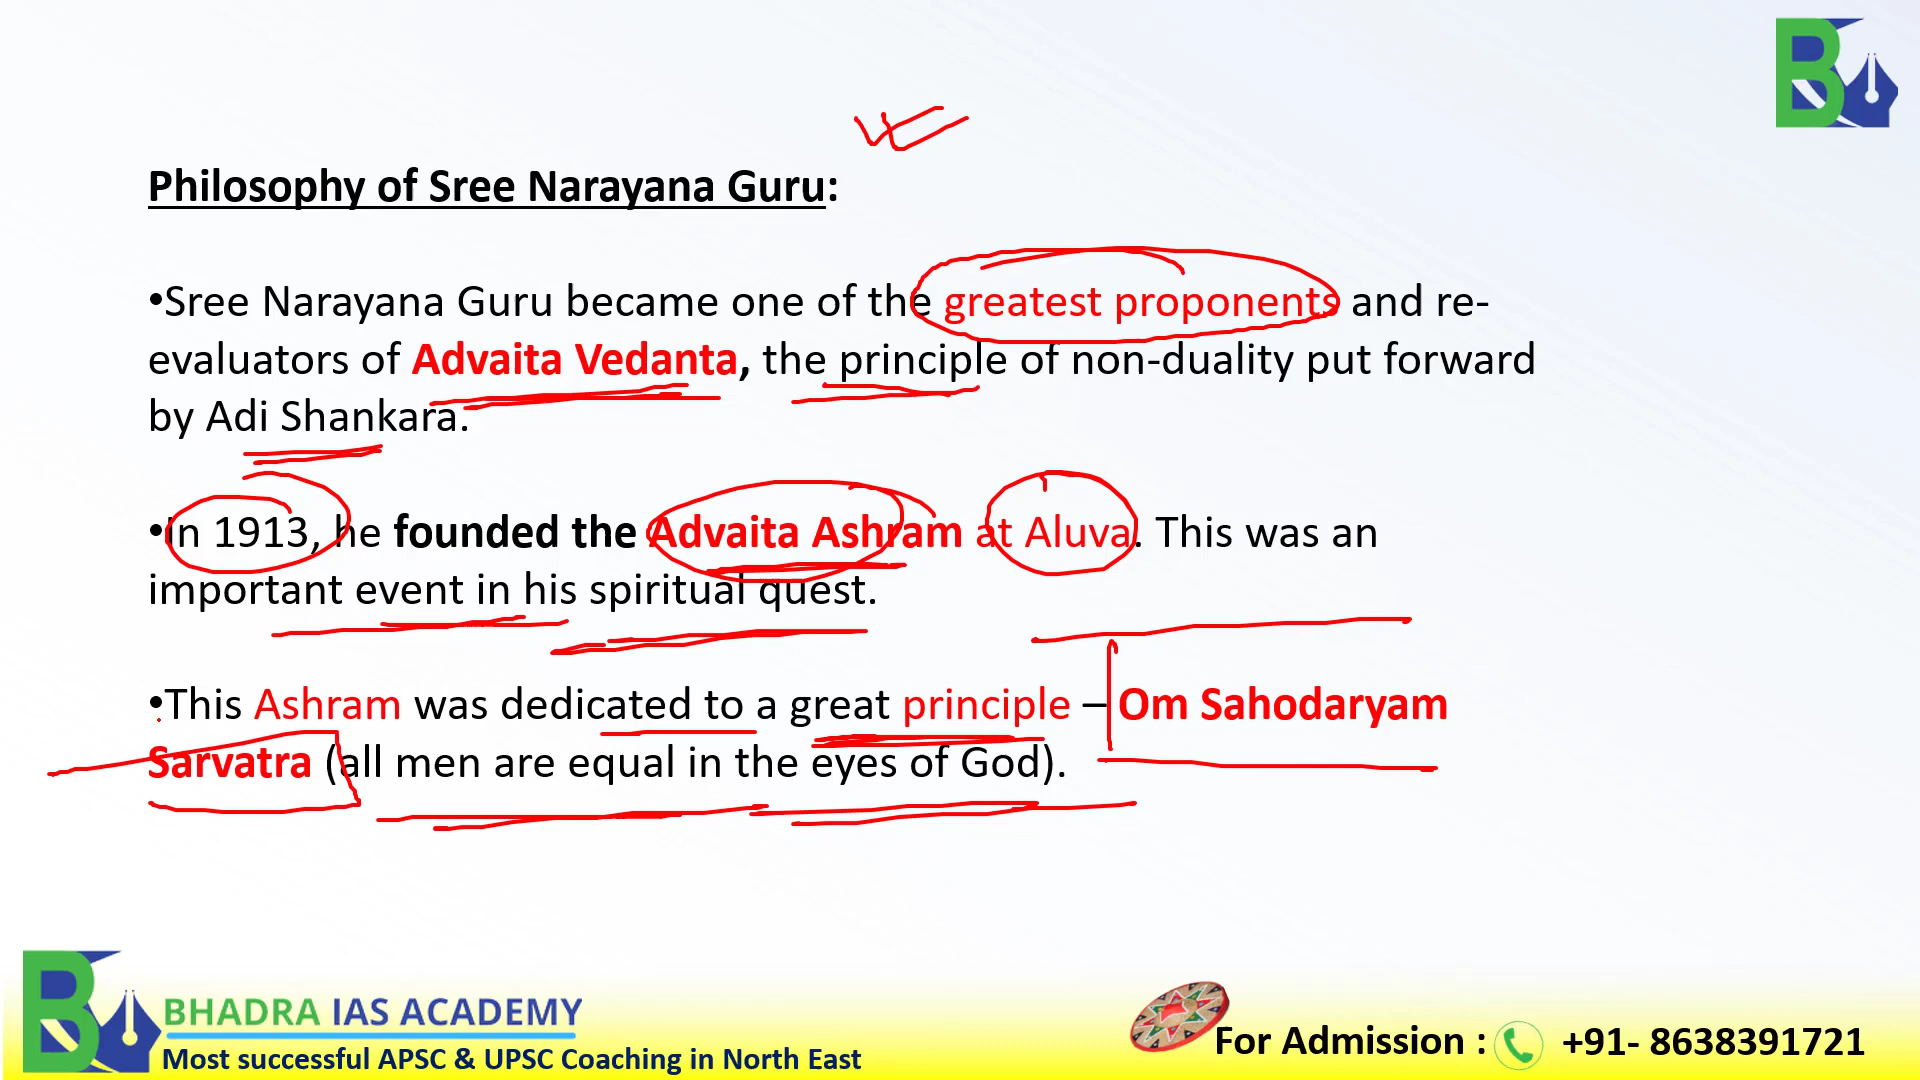 Philosophy of Sree Narayana Guru:
•Sree Narayana Guru became one of the greatest proponents and re-
evaluators of Advaita Vedanta, the principle of non-duality put forward
by Adi Shankara.
•In 1913, he founded the Advaita Ashram at Aluva. This was an
important event in his spiritual quest.
•This Ashram was dedicated to a great principle – Om Sahodaryam
Sarvatra (all men are equal in the eyes of God).
BHADRA IAS ACADEMY
Most successful APSC & UPSC Coaching in North East
For Admission : +91- 8638391721